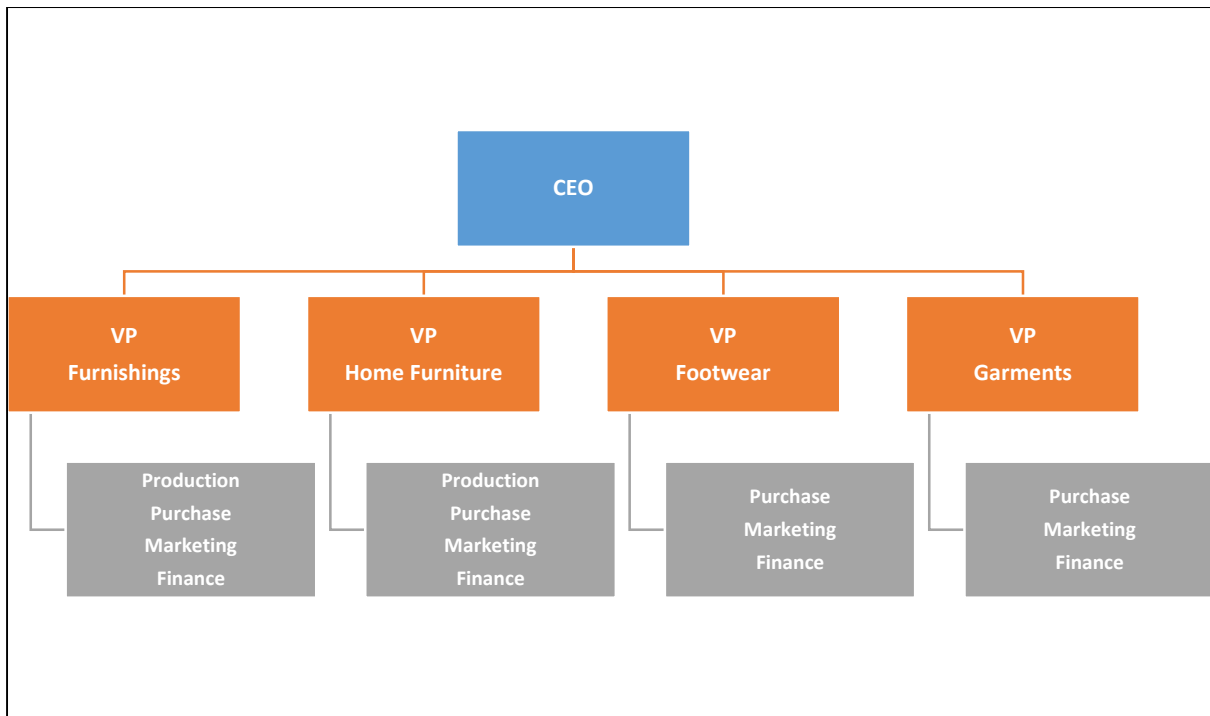 CEO
VP
Furnishings
VP
Home Furniture
VP
Footwear
VP
Garments
Production
Purchase
Marketing
Finance
Production
Purchase
Marketing
Finance
Purchase
Marketing
Finance
Purchase
Marketing
Finance